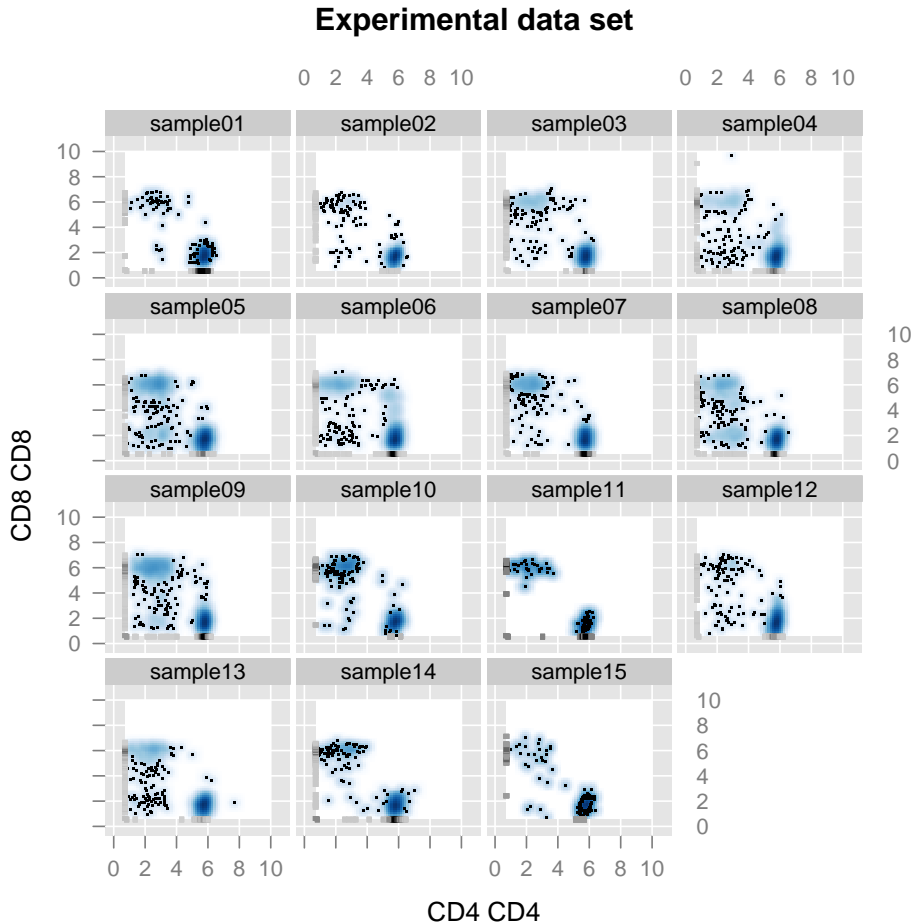 Experimental data set
0 2 4 6 8 10 0 2 4 6 8 10
sample01 sample02 sample03 sample04
10
8
6
4
2
0
sample05 sample06 sample07 sample08
10
8
6
4
2
0
CD8 CD8
sample09 sample10 sample11 sample12
10
8
6
4
2
0
sample13 sample14 sample15
10
8
6
4
2
0
0 2 4 6 8 10 0 2 4 6 8 10
CD4 CD4